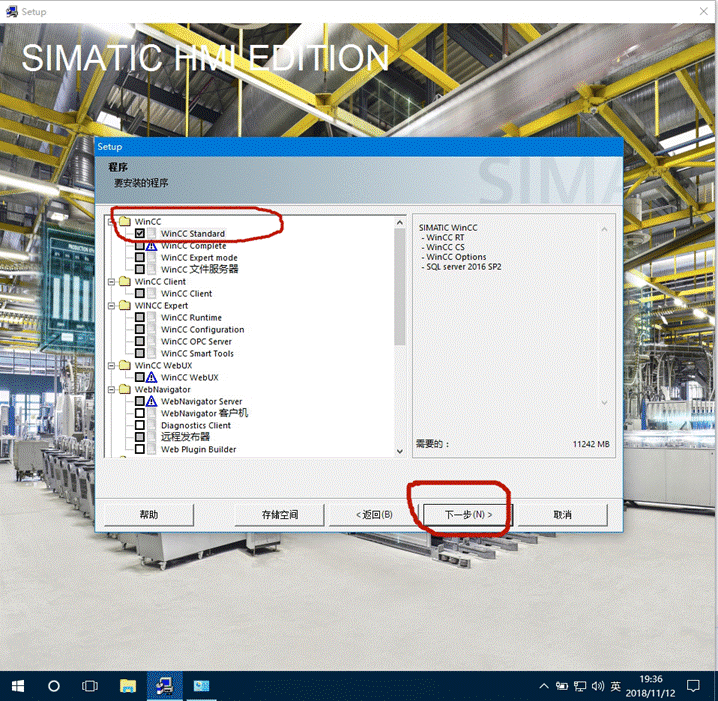 Setup
SIMATIC HMI EDITION
Setup
程序
要安装的程序
SIM
WinCC
WinCC Standard
WinCC Complete
WinCC Expert mode
WinCC 文件服务器
WinCC Client
WinCC Client
WINCC Expert
WinCC Runtime
WinCC Configuration
WinCC OPC Server
WinCC Smart Tools
WinCC WebUX
WinCC WebUX
WebNavigator
WebNavigator Server
WebNavigator 客户机
Diagnostics Client
远程发布器
Web Plugin Builder
SIMATIC WinCC
- WinCC RT
- WinCC CS
- WinCC Options
- SQL server 2016 SP2
需要的： 11242 MB
帮助 存储空间 < 返回(B) 下一步(N) > 取消
英 19:36
2018/11/12